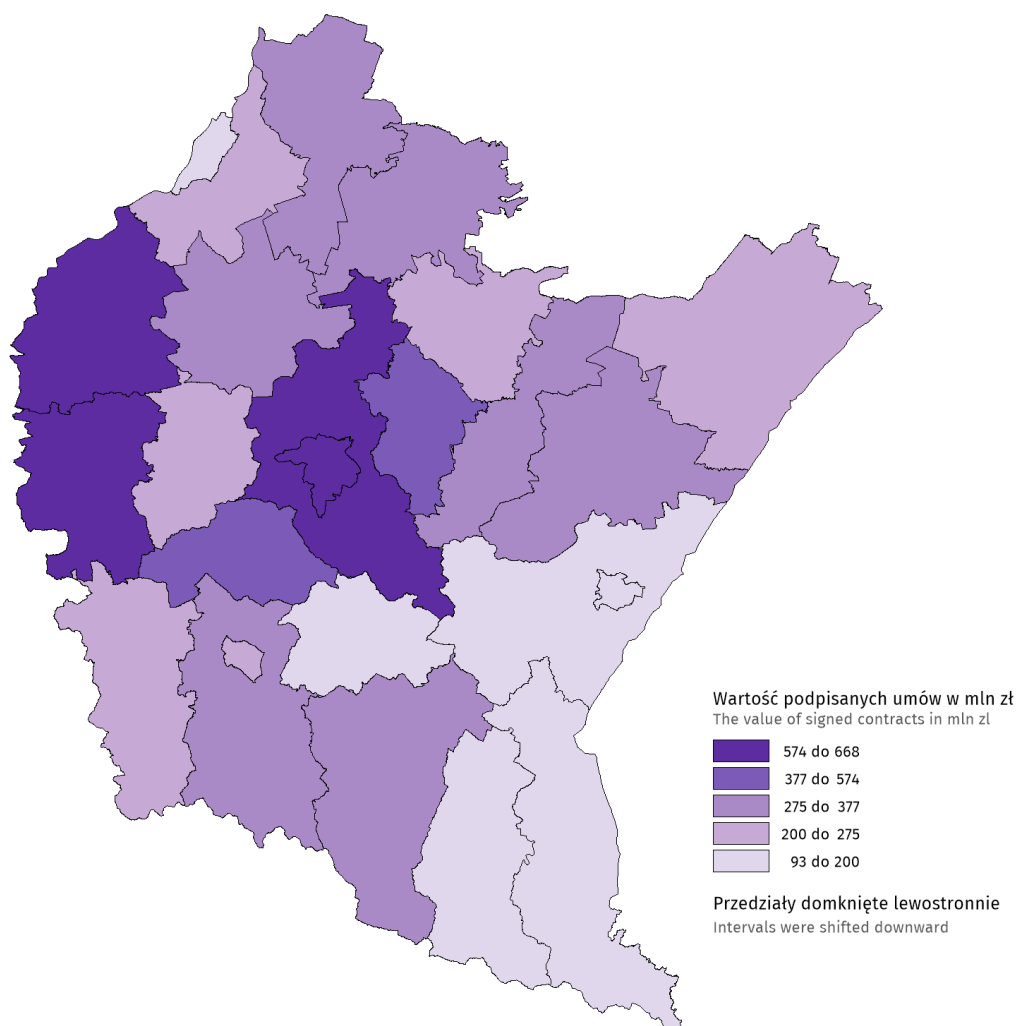 Wartość podpisanych umów w mln zł
The value of signed contracts in mln zl
574 do 668
377 do 574
275 do 377
200 do 275
93 do 200
Przedziały domknięte lewostronnie
Intervals were shifted downward